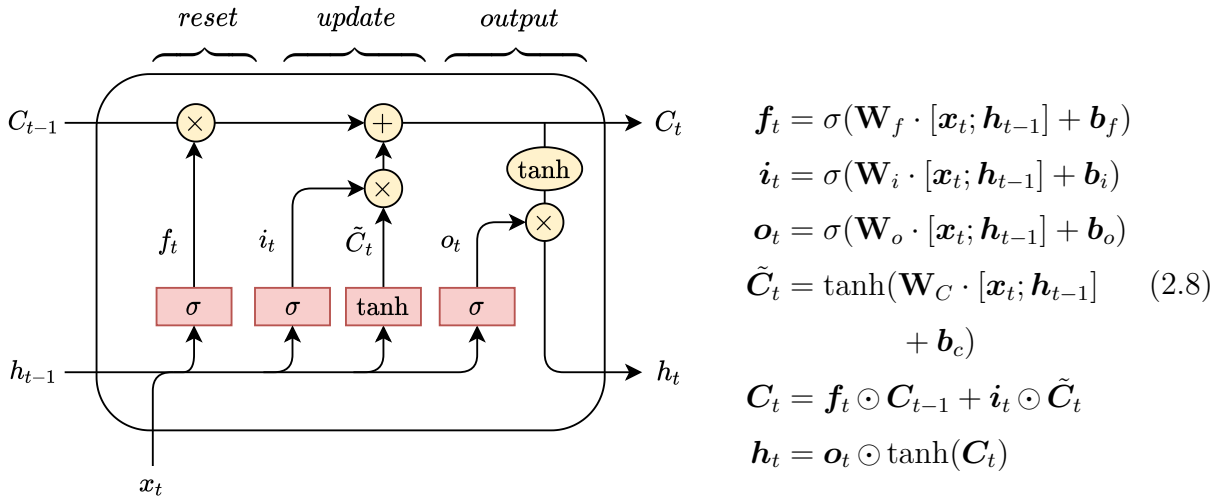 reset update output
C_{t−1} × + C_t
tanh
× ×
f_t i_t C̃_t o_t
σ σ tanh σ
h_{t−1} h_t
x_t
f_t = σ(W_f · [x_t; h_{t−1}] + b_f)
i_t = σ(W_i · [x_t; h_{t−1}] + b_i)
o_t = σ(W_o · [x_t; h_{t−1}] + b_o)
C̃_t = tanh(W_C · [x_t; h_{t−1}] (2.8)
+ b_c)
C_t = f_t ⊙ C_{t−1} + i_t ⊙ C̃_t
h_t = o_t ⊙ tanh(C_t)